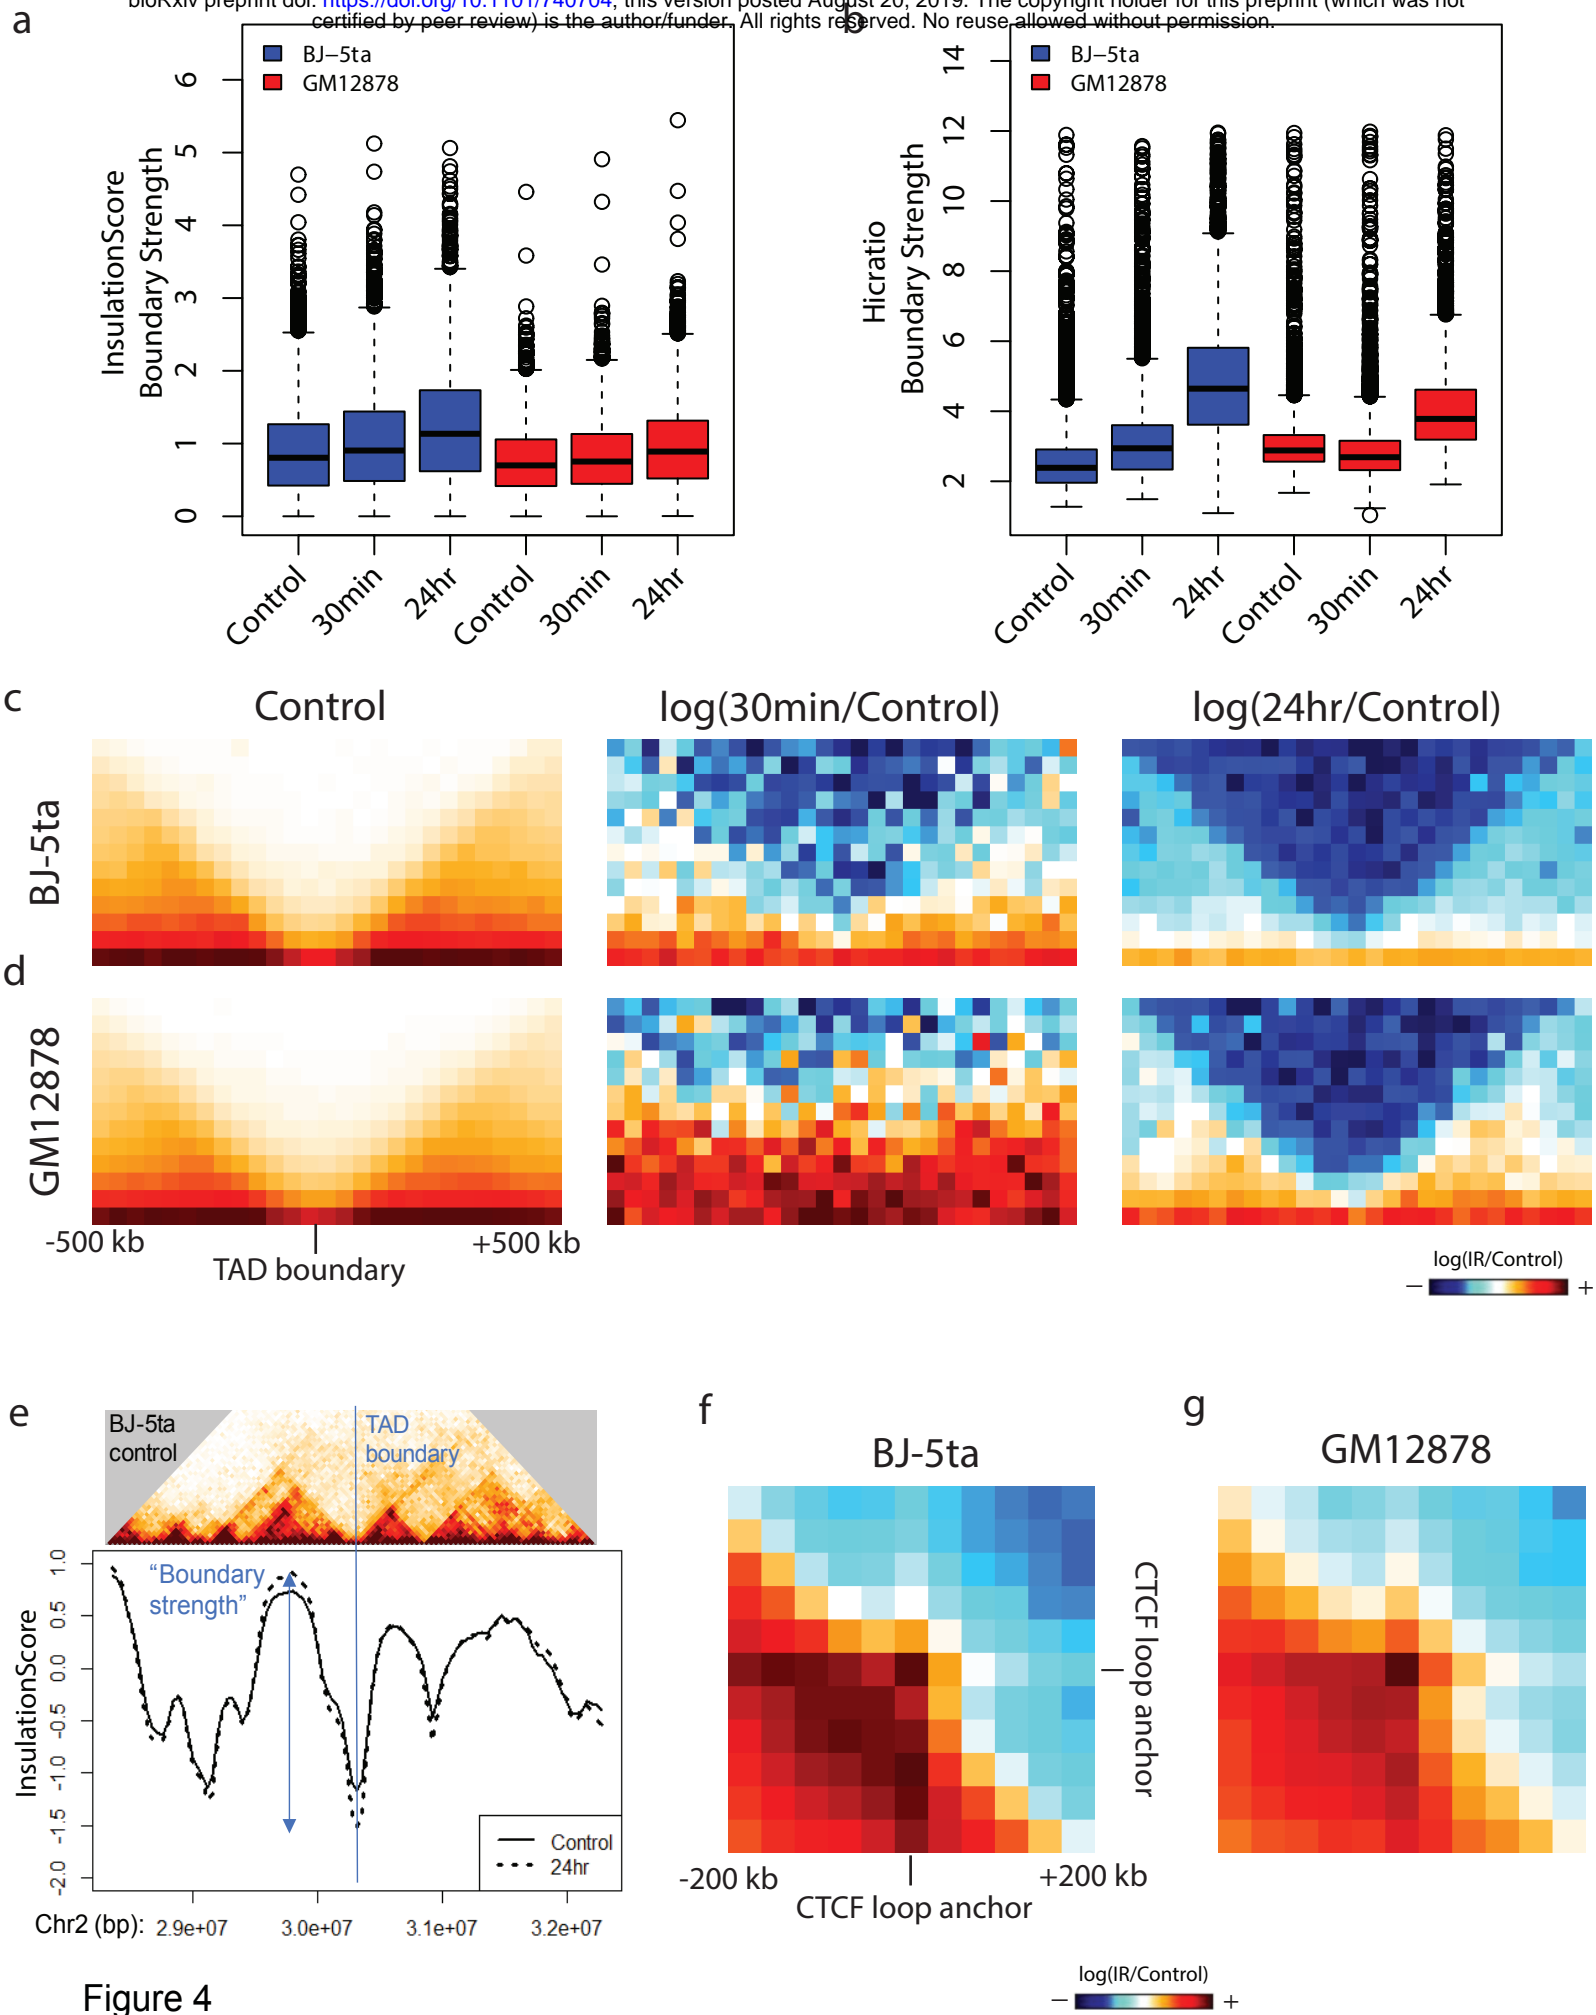 bioRxiv preprint doi: https://doi.org/10.1101/740704; this version posted August 20, 2019. The copyright holder for this preprint (which was not
certified by peer review) is the author/funder. All rights reserved. No reuse allowed without permission.
a
BJ-5ta
GM12878
InsulationScore
Boundary Strength
0 1 2 3 4 5 6
Control 30min 24hr Control 30min 24hr
b
BJ-5ta
GM12878
Hicratio
Boundary Strength
2 4 6 8 10 12 14
Control 30min 24hr Control 30min 24hr
c
Control
log(30min/Control)
log(24hr/Control)
BJ-5ta
d
GM12878
-500 kb
+500 kb
TAD boundary
log(IR/Control)
− +
e
BJ-5ta
control
TAD
boundary
"Boundary
strength"
InsulationScore
-2.0 -1.5 -1.0 -0.5 0.0 0.5 1.0
Control
24hr
Chr2 (bp): 2.9e+07 3.0e+07 3.1e+07 3.2e+07
f
BJ-5ta
CTCF loop anchor
-200 kb
+200 kb
CTCF loop anchor
g
GM12878
log(IR/Control)
− +
Figure 4